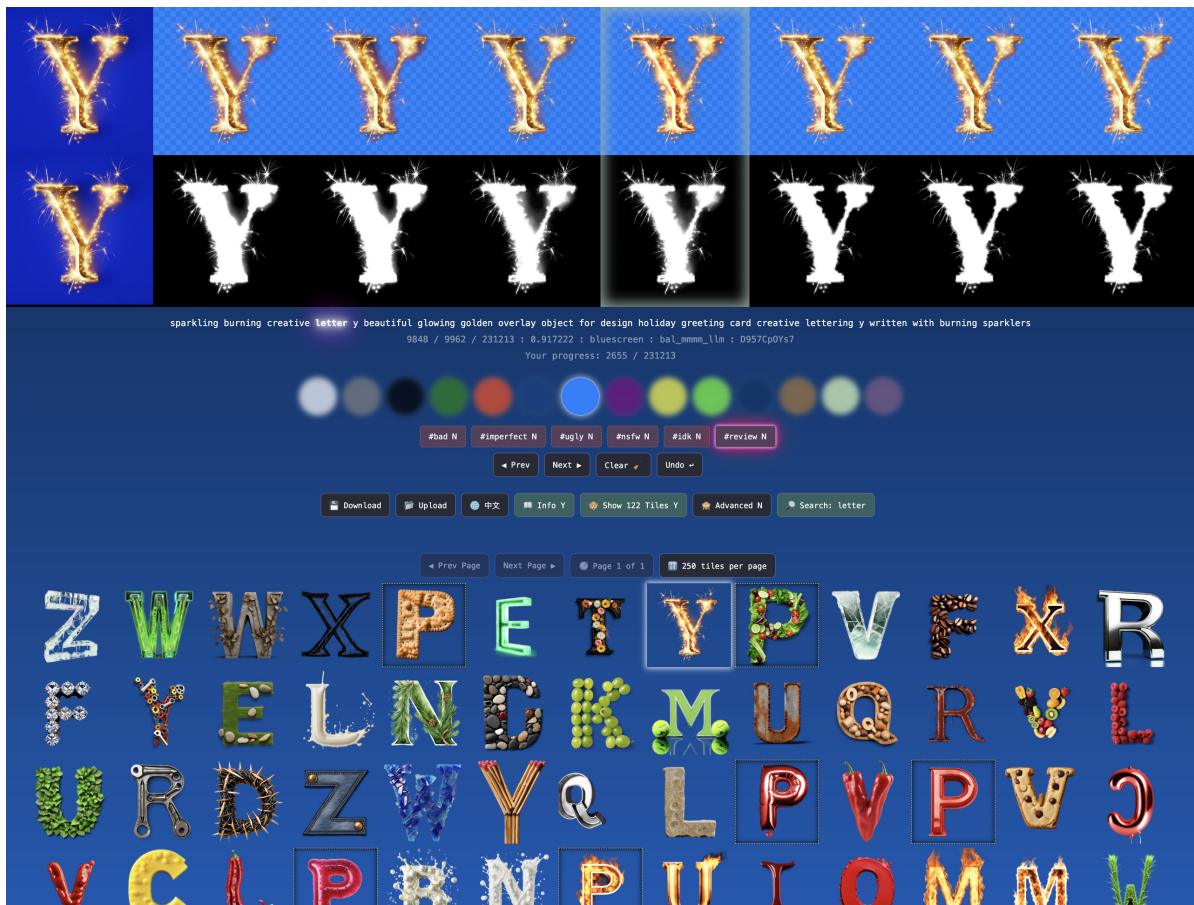 Y Y Y Y Y Y Y Y
Y Y Y Y Y Y Y Y
sparkling burning creative letter y beautiful glowing golden overlay object for design holiday greeting card creative lettering y written with burning sparklers
9848 / 9962 / 231213 : 0.917222 : bluescreen : bal_mmmm_llm : D957CpOYs7
Your progress: 2655 / 231213
#bad N #imperfect N #ugly N #nsfw N #idk N #review N
◀ Prev Next ▶ Clear Undo ↩
Download Upload 中文 Info Y Show 122 Tiles Y Advanced N Search: letter
◀ Prev Page Next Page ▶ Page 1 of 1 250 tiles per page
Z W W X P E T Y P V F X R
F Y E L N D K M U Q R V L
U R D Z W Y Q L P V P V C
Y C L P R N P U I O M M W